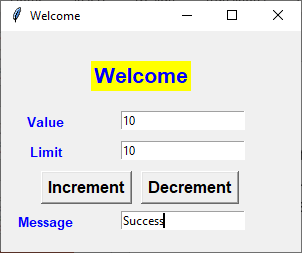 Welcome
Welcome
Value 10
Limit 10
Increment Decrement
Message Success